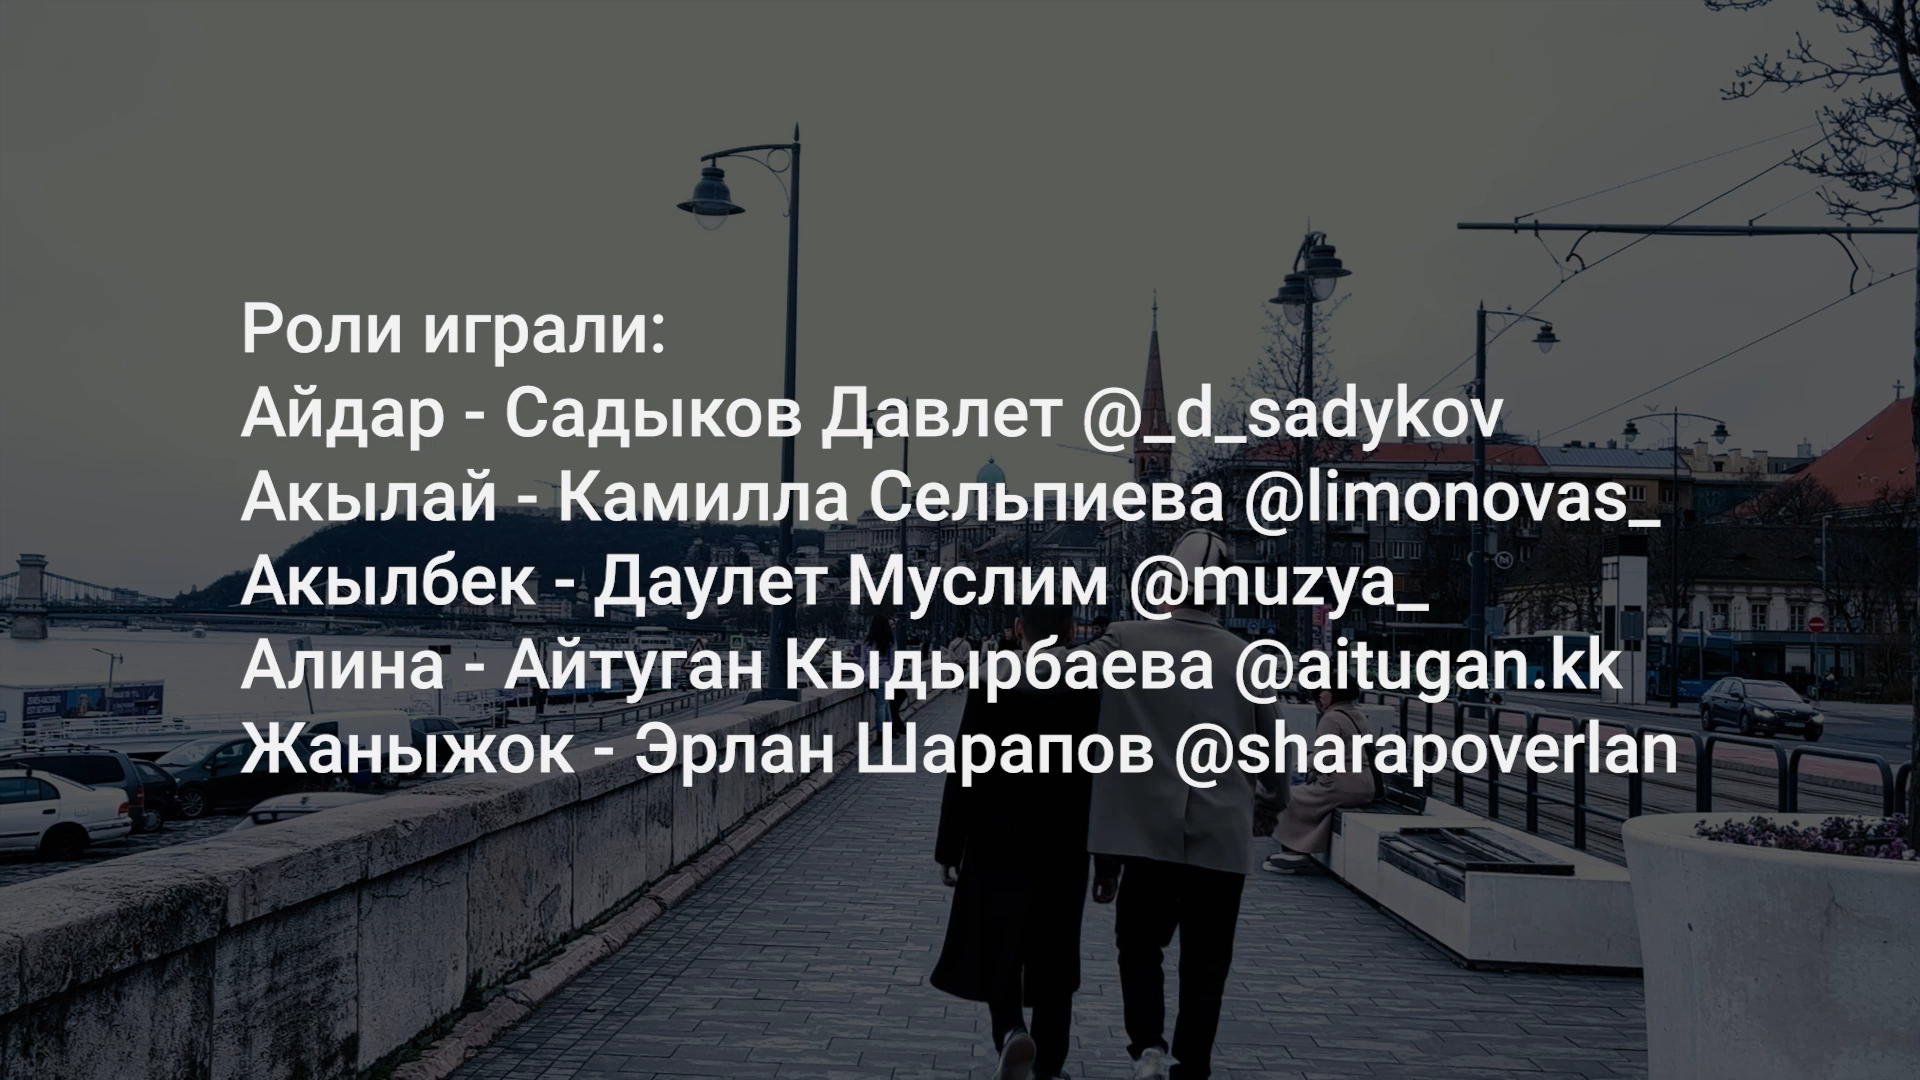 Роли играли:
Айдар - Садыков Давлет @_d_sadykov
Акылай - Камилла Сельпиева @limonovas_
Акылбек - Даулет Муслим @muzya_
Алина - Айтуган Кыдырбаева @aitugan.kk
Жаныжок - Эрлан Шарапов @sharapoverlan